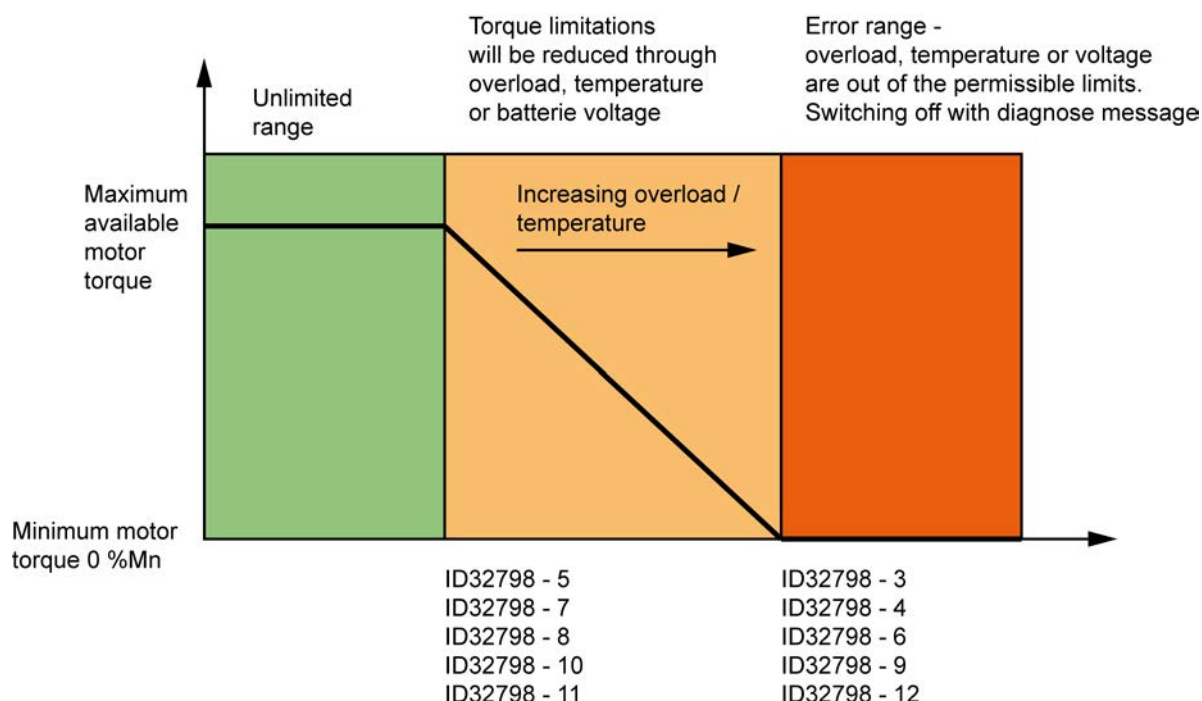 Torque limitations
will be reduced through
overload, temperature
or batterie voltage
Error range -
overload, temperature or voltage
are out of the permissible limits.
Switching off with diagnose message
Unlimited
range
Maximum
available
motor
torque
Increasing overload /
temperature
Minimum motor
torque 0 %Mn
ID32798 - 5
ID32798 - 7
ID32798 - 8
ID32798 - 10
ID32798 - 11
ID32798 - 3
ID32798 - 4
ID32798 - 6
ID32798 - 9
ID32798 - 12